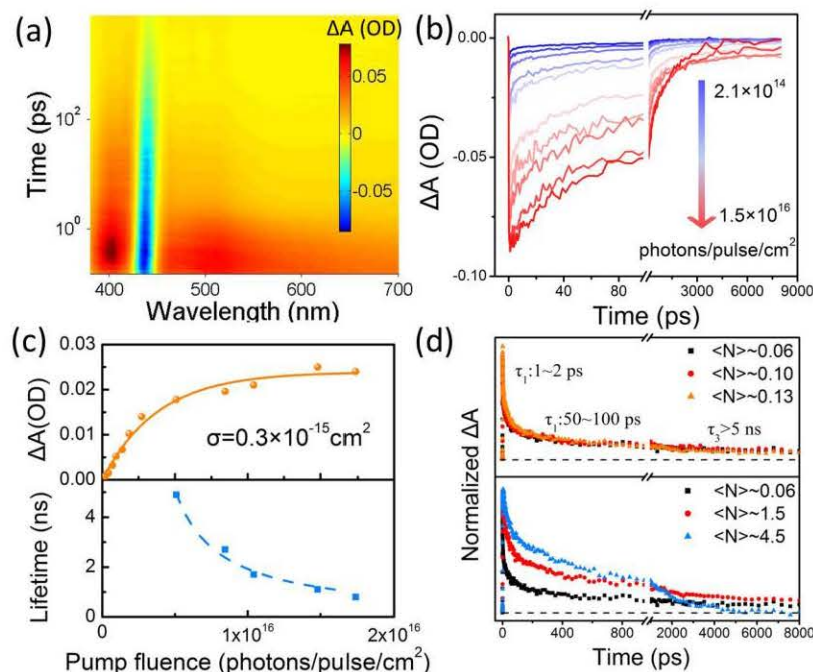 (a)
ΔA (OD)
0.05
0
-0.05
Time (ps)
10²
10⁰
400
500
600
700
Wavelength (nm)
(b)
ΔA (OD)
0.00
-0.05
-0.10
2.1×10¹⁴
1.5×10¹⁶
photons/pulse/cm²
0
40
80
3000
6000
9000
Time (ps)
(c)
ΔA(OD)
0.03
0.02
0.01
0.00
σ=0.3×10⁻¹⁵cm²
Lifetime (ns)
4
2
0
0
1x10¹⁶
2x10¹⁶
Pump fluence (photons/pulse/cm²)
(d)
Normalized ΔA
<N>~0.06
<N>~0.10
<N>~0.13
τ₁:1~2 ps
τ₁:50~100 ps
τ₃>5 ns
<N>~0.06
<N>~1.5
<N>~4.5
0
400
800
2000
4000
6000
8000
Time (ps)